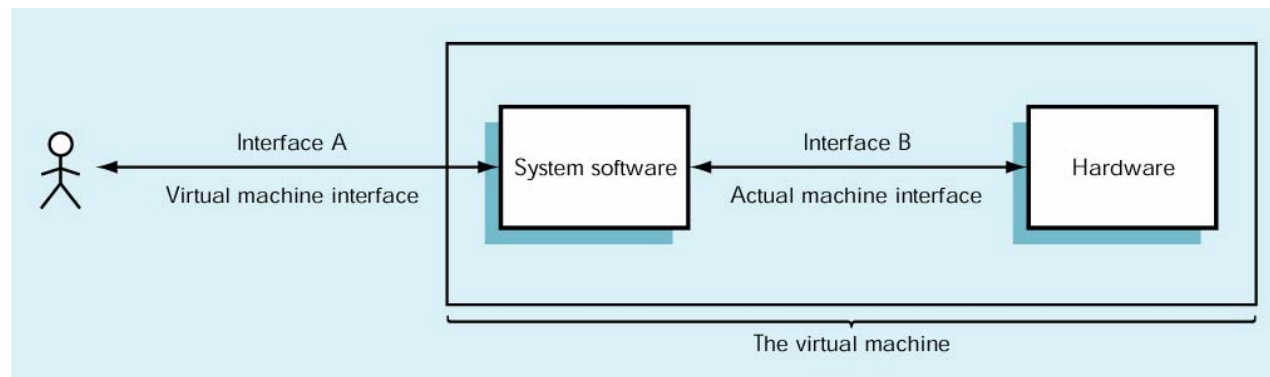 Interface A
Virtual machine interface
System software
Interface B
Actual machine interface
Hardware
The virtual machine